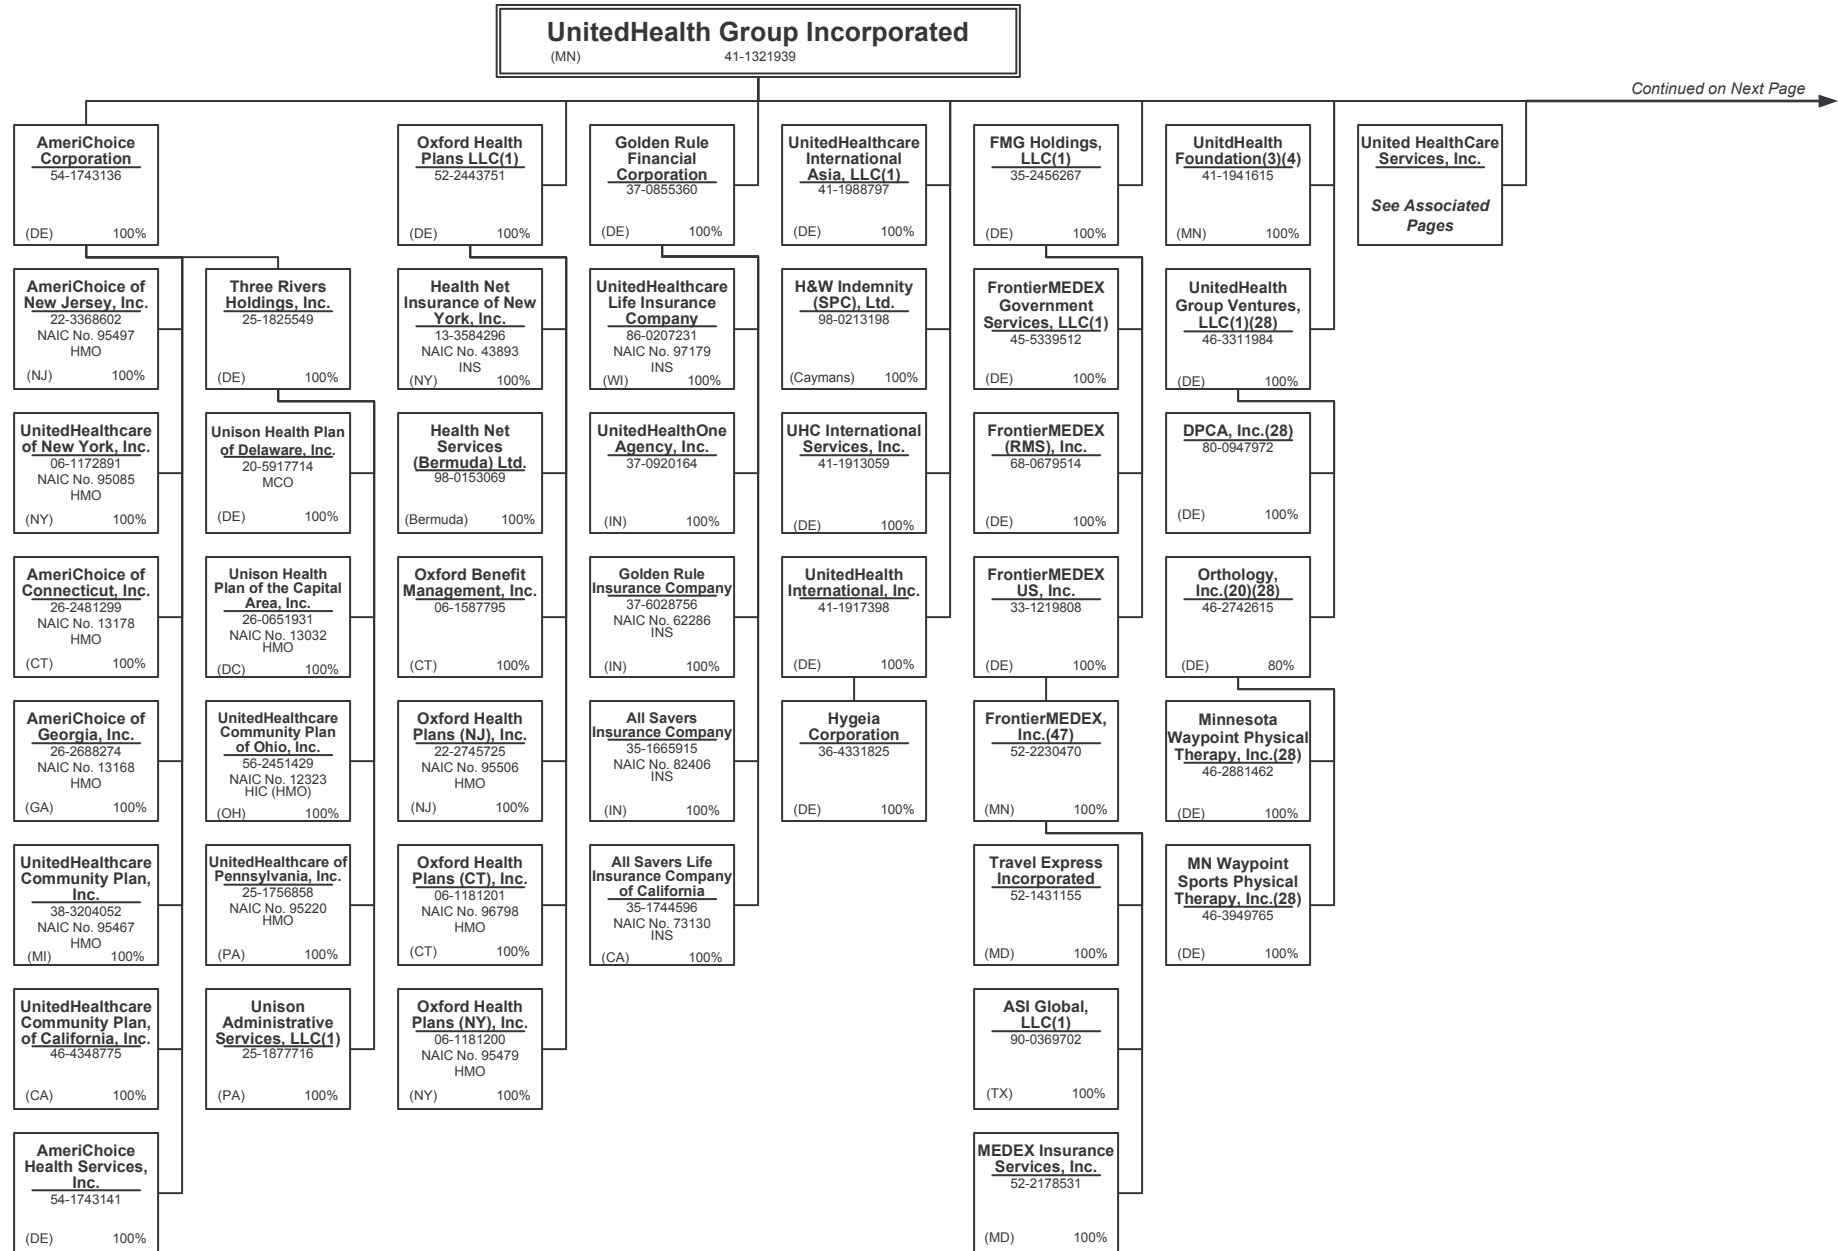 UnitedHealth Group Incorporated
(MN) 41-1321939
Continued on Next Page
AmeriChoice
Corporation
54-1743136
(DE) 100%
Oxford Health
Plans LLC(1)
52-2443751
(DE) 100%
Golden Rule
Financial
Corporation
37-0855360
(DE) 100%
UnitedHealthcare
International
Asia, LLC(1)
41-1988797
(DE) 100%
FMG Holdings,
LLC(1)
35-2456267
(DE) 100%
UnitdHealth
Foundation(3)(4)
41-1941615
(MN) 100%
United HealthCare
Services, Inc.
See Associated
Pages
AmeriChoice of
New Jersey, Inc.
22-3368602
NAIC No. 95497
HMO
(NJ) 100%
Three Rivers
Holdings, Inc.
25-1825549
(DE) 100%
Health Net
Insurance of New
York, Inc.
13-3584296
NAIC No. 43893
INS
(NY) 100%
UnitedHealthcare
Life Insurance
Company
86-0207231
NAIC No. 97179
INS
(WI) 100%
H&W Indemnity
(SPC), Ltd.
98-0213198
(Caymans) 100%
FrontierMEDEX
Government
Services, LLC(1)
45-5339512
(DE) 100%
UnitedHealth
Group Ventures,
LLC(1)(28)
46-3311984
(DE) 100%
UnitedHealthcare
of New York, Inc.
06-1172891
NAIC No. 95085
HMO
(NY) 100%
Unison Health Plan
of Delaware, Inc.
20-5917714
MCO
(DE) 100%
Health Net
Services
(Bermuda) Ltd.
98-0153069
(Bermuda) 100%
UnitedHealthOne
Agency, Inc.
37-0920164
(IN) 100%
UHC International
Services, Inc.
41-1913059
(DE) 100%
FrontierMEDEX
(RMS), Inc.
68-0679514
(DE) 100%
DPCA, Inc.(28)
80-0947972
(DE) 100%
AmeriChoice of
Connecticut, Inc.
26-2481299
NAIC No. 13178
HMO
(CT) 100%
Unison Health
Plan of the Capital
Area, Inc.
26-0651931
NAIC No. 13032
HMO
(DC) 100%
Oxford Benefit
Management, Inc.
06-1587795
(CT) 100%
Golden Rule
Insurance Company
37-6028756
NAIC No. 62286
INS
(IN) 100%
UnitedHealth
International, Inc.
41-1917398
(DE) 100%
FrontierMEDEX
US, Inc.
33-1219808
(DE) 100%
Orthology,
Inc.(20)(28)
46-2742615
(DE) 80%
AmeriChoice of
Georgia, Inc.
26-2688274
NAIC No. 13168
HMO
(GA) 100%
UnitedHealthcare
Community Plan
of Ohio, Inc.
56-2451429
NAIC No. 12323
HIC (HMO)
(OH) 100%
Oxford Health
Plans (NJ), Inc.
22-2745725
NAIC No. 95506
HMO
(NJ) 100%
All Savers
Insurance Company
35-1665915
NAIC No. 82406
INS
(IN) 100%
Hygeia
Corporation
36-4331825
(DE) 100%
FrontierMEDEX,
Inc.(47)
52-2230470
(MN) 100%
Minnesota
Waypoint Physical
Therapy, Inc.(28)
46-2881462
(DE) 100%
UnitedHealthcare
Community Plan,
Inc.
38-3204052
NAIC No. 95467
HMO
(MI) 100%
UnitedHealthcare of
Pennsylvania, Inc.
25-1756858
NAIC No. 95220
HMO
(PA) 100%
Oxford Health
Plans (CT), Inc.
06-1181201
NAIC No. 96798
HMO
(CT) 100%
All Savers Life
Insurance Company
of California
35-1744596
NAIC No. 73130
INS
(CA) 100%
Travel Express
Incorporated
52-1431155
(MD) 100%
MN Waypoint
Sports Physical
Therapy, Inc.(28)
46-3949765
(DE) 100%
UnitedHealthcare
Community Plan,
of California, Inc.
46-4348775
(CA) 100%
Unison
Administrative
Services, LLC(1)
25-1877716
(PA) 100%
Oxford Health
Plans (NY), Inc.
06-1181200
NAIC No. 95479
HMO
(NY) 100%
ASI Global,
LLC(1)
90-0369702
(TX) 100%
AmeriChoice
Health Services,
Inc.
54-1743141
(DE) 100%
MEDEX Insurance
Services, Inc.
52-2178531
(MD) 100%